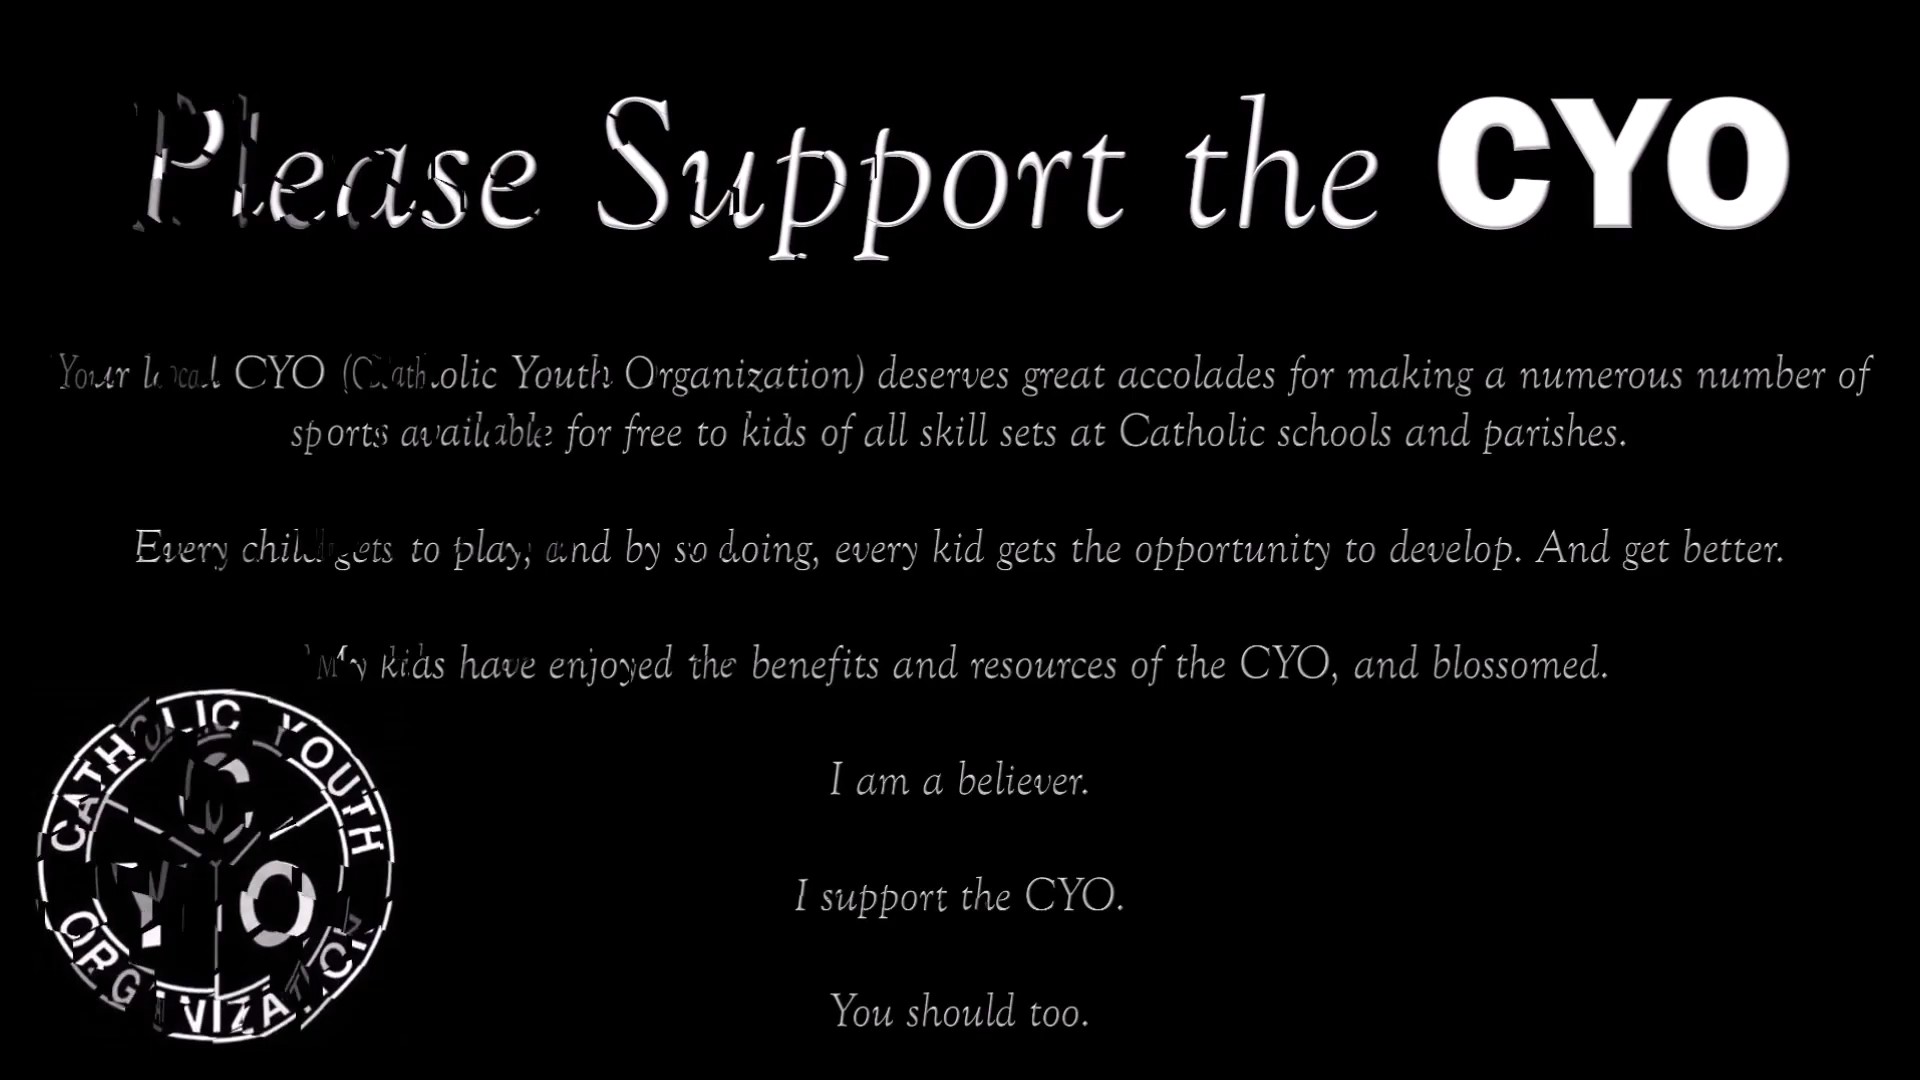 Please Support the CYO
Your local CYO (Catholic Youth Organization) deserves great accolades for making a numerous number of
sports available for free to kids of all skill sets at Catholic schools and parishes.
Every child gets to play, and by so doing, every kid gets the opportunity to develop. And get better.
My kids have enjoyed the benefits and resources of the CYO, and blossomed.
CATHOLIC YOUTH
C
Y O
ORGANIZATION
I am a believer.
I support the CYO.
You should too.